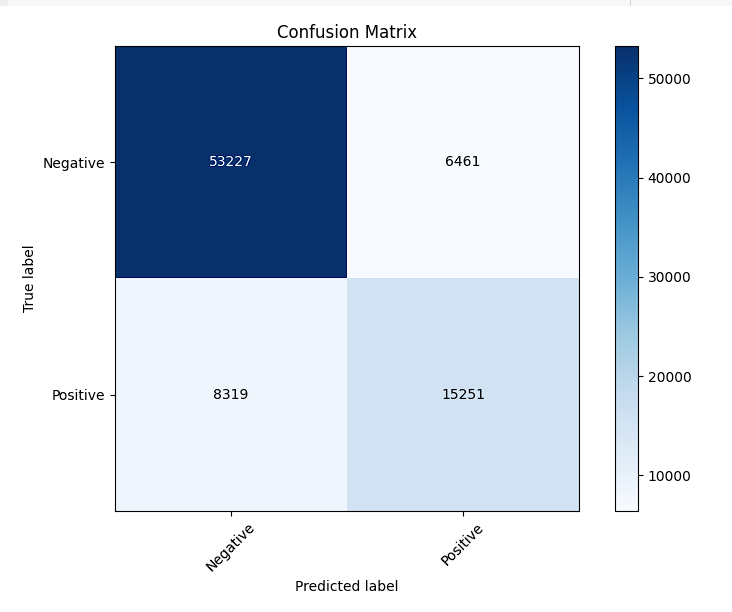 Confusion Matrix
Negative
53227
6461
Positive
8319
15251
True label
Negative
Positive
Predicted label
50000
40000
30000
20000
10000